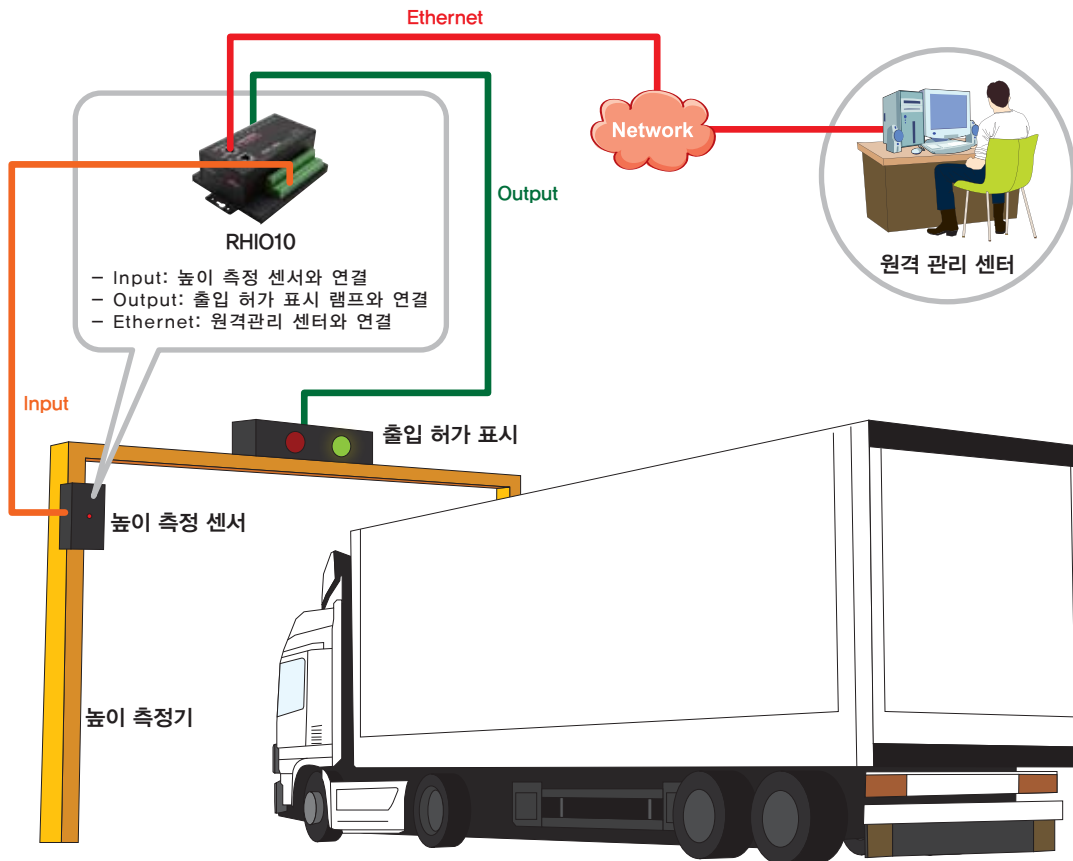 Ethernet
Network
Output
RHIO10
- Input: 높이 측정 센서와 연결
- Output: 출입 허가 표시 램프와 연결
- Ethernet: 원격관리 센터와 연결
원격 관리 센터
Input
출입 허가 표시
높이 측정 센서
높이 측정기